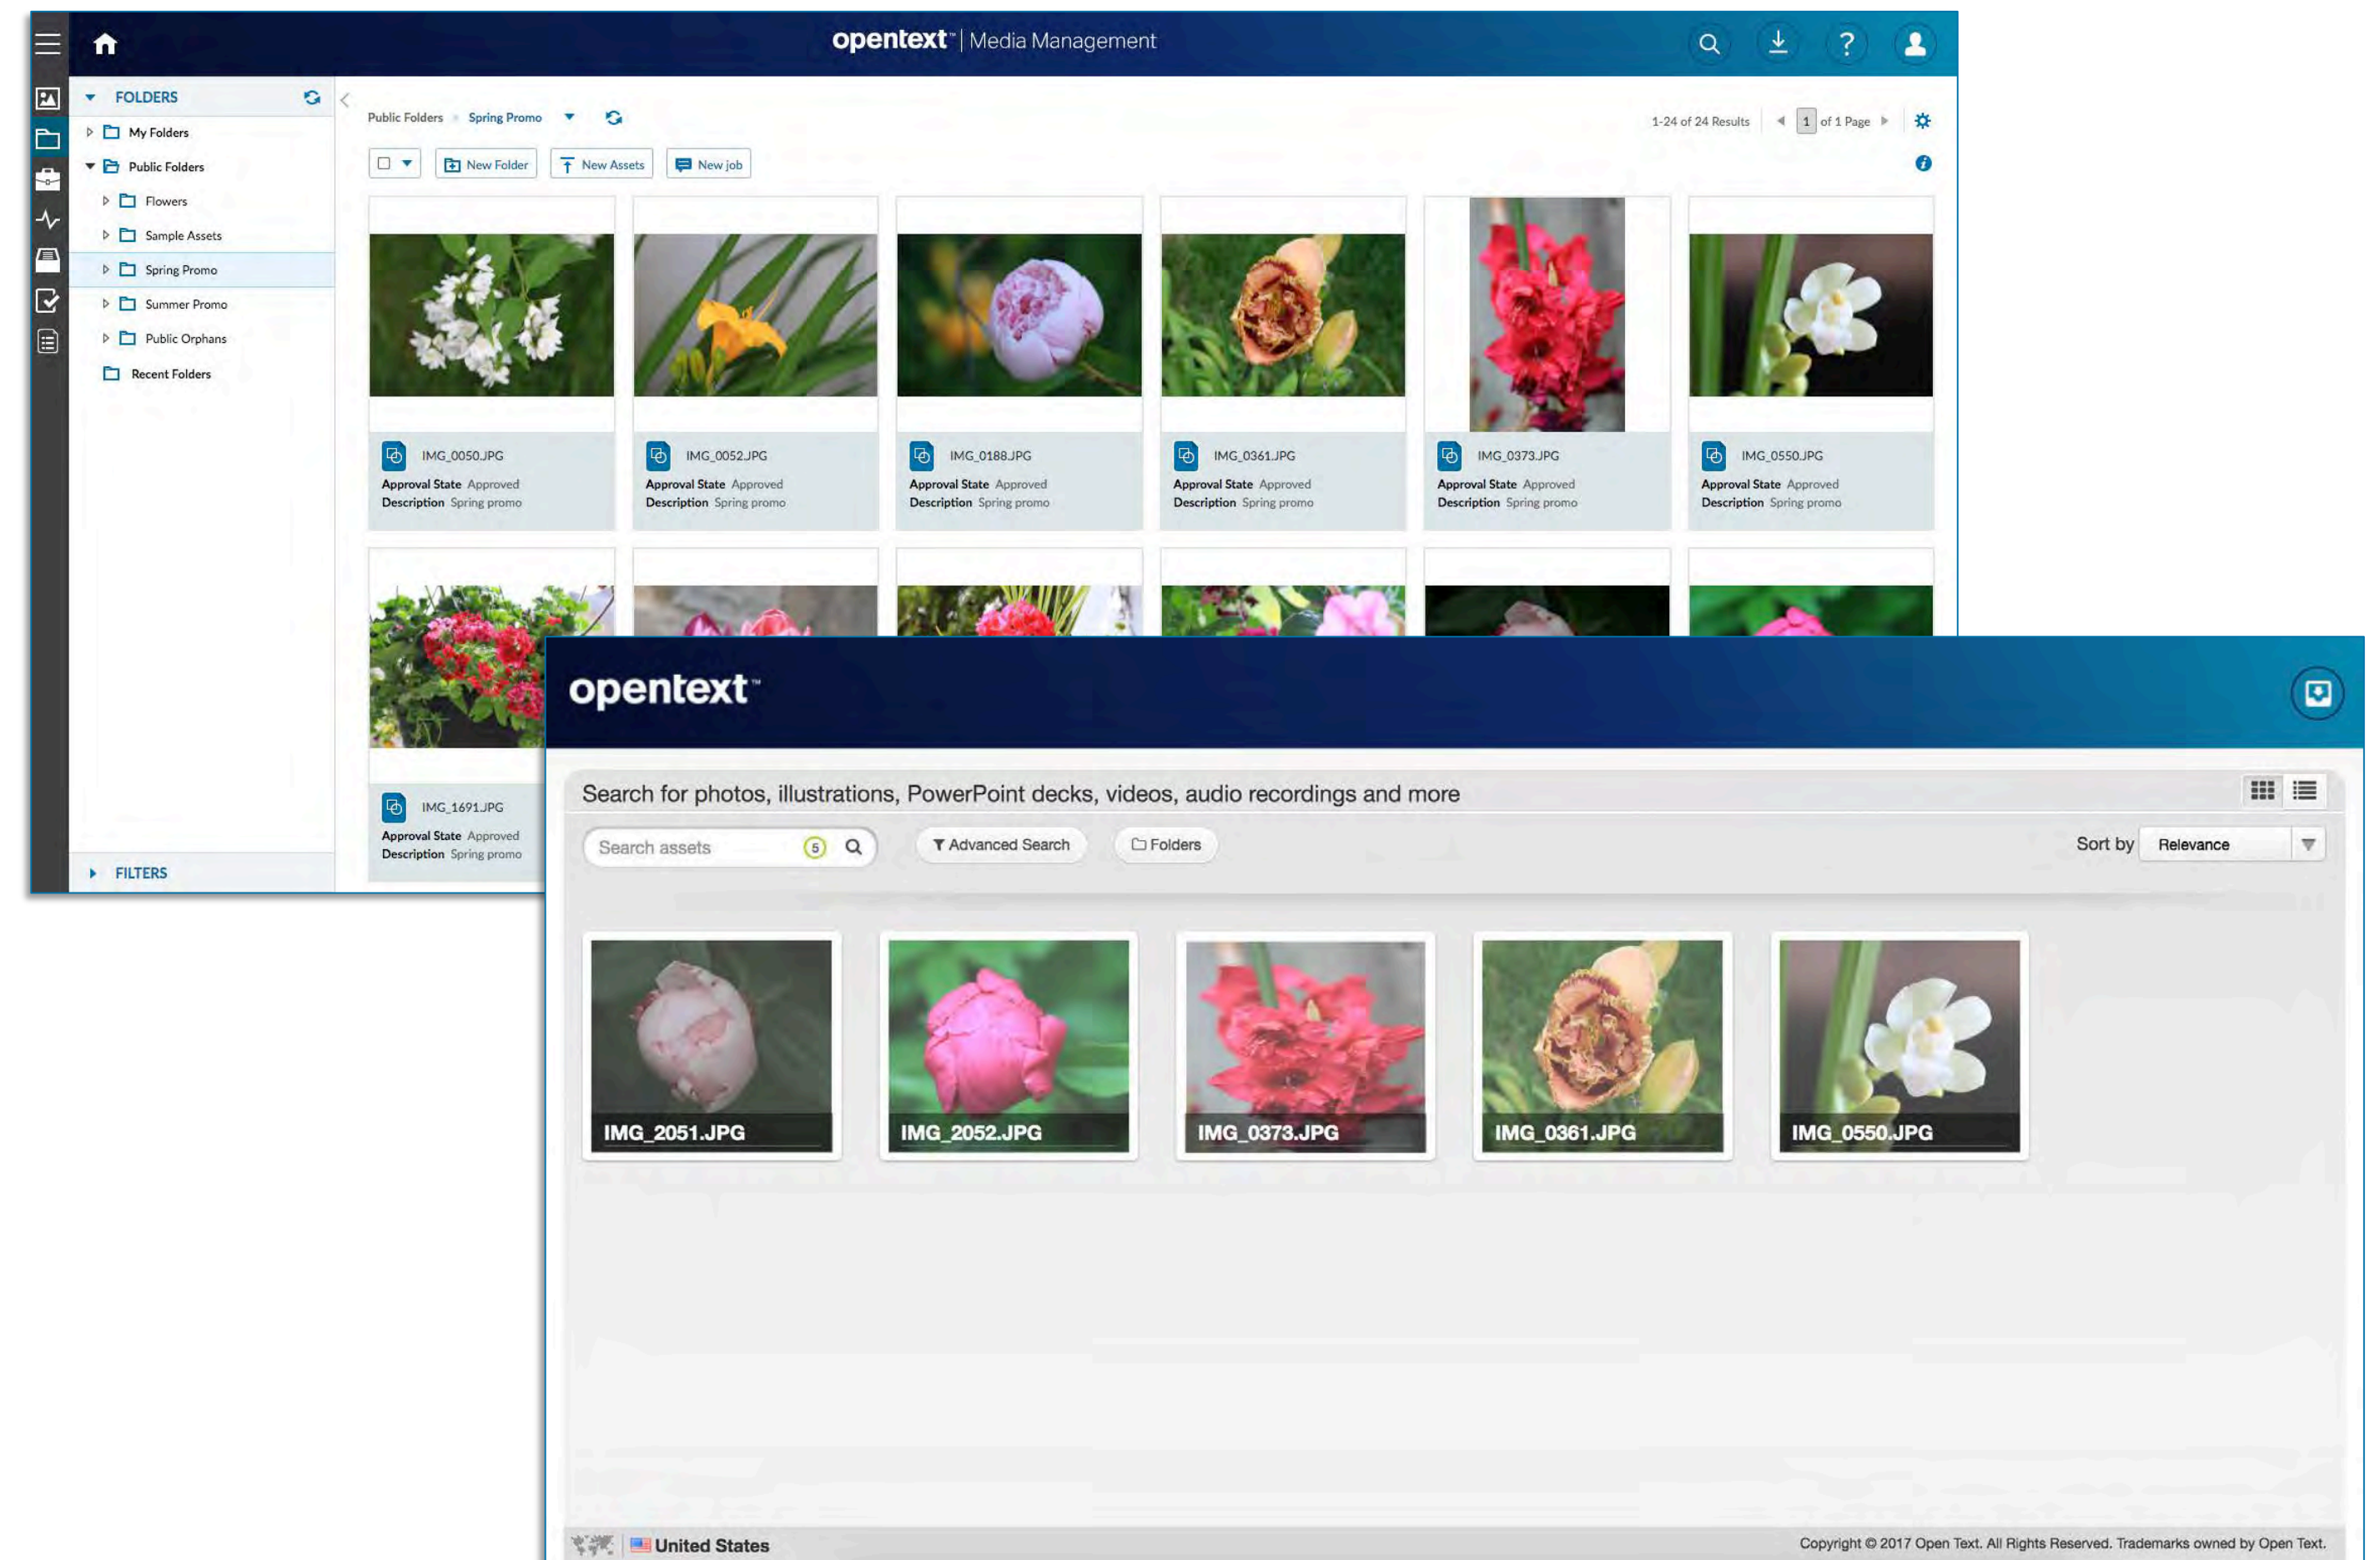 opentext™ | Media Management
FOLDERS
My Folders
Public Folders
Flowers
Sample Assets
Spring Promo
Summer Promo
Public Orphans
Recent Folders
FILTERS
Public Folders Spring Promo
1-24 of 24 Results 1 of 1 Page
New Folder New Assets New job
IMG_0050.JPG
Approval State Approved
Description Spring promo
IMG_0052.JPG
Approval State Approved
Description Spring promo
IMG_0188.JPG
Approval State Approved
Description Spring promo
IMG_0361.JPG
Approval State Approved
Description Spring promo
IMG_0373.JPG
Approval State Approved
Description Spring promo
IMG_0550.JPG
Approval State Approved
Description Spring promo
IMG_1691.JPG
Approval State Approved
Description Spring promo
opentext™
Search for photos, illustrations, PowerPoint decks, videos, audio recordings and more
Search assets 5 Advanced Search Folders Sort by Relevance
IMG_2051.JPG IMG_2052.JPG IMG_0373.JPG IMG_0361.JPG IMG_0550.JPG
United States Copyright © 2017 Open Text. All Rights Reserved. Trademarks owned by Open Text.